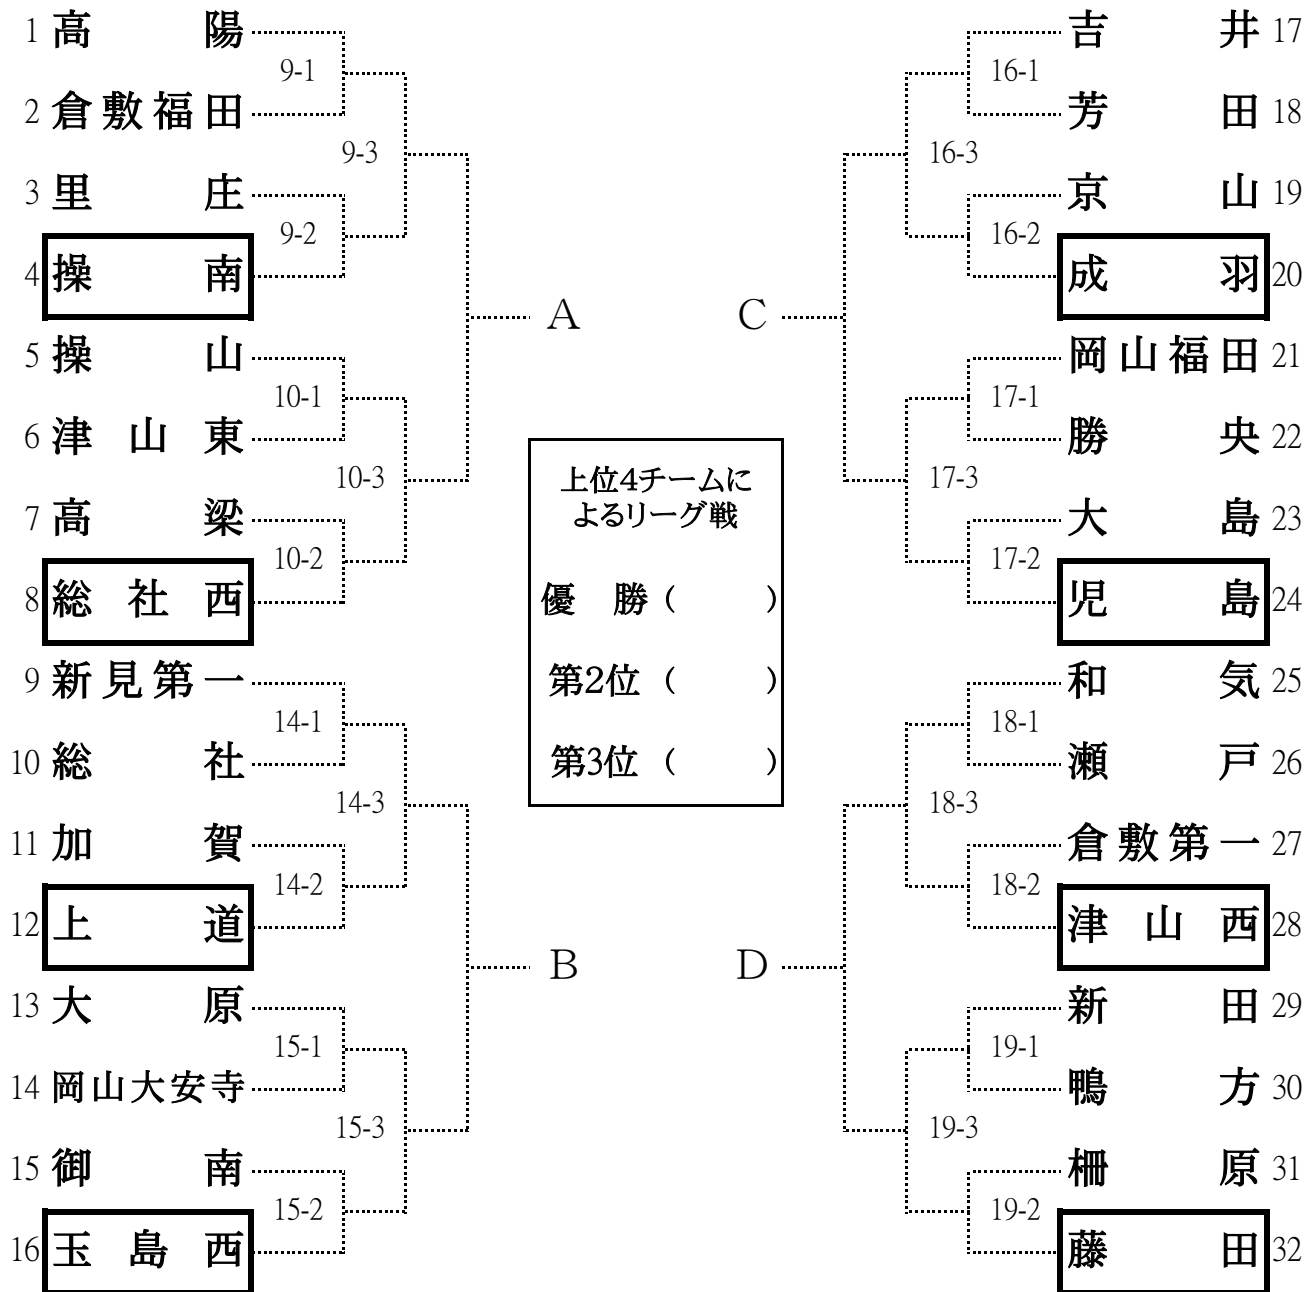 1 高陽
9-1
2 倉敷福田
9-3
3 里庄
9-2
4 操南
A
5 操山
10-1
6 津山東
10-3
7 高梁
10-2
8 総社西
9 新見第一
14-1
10 総社
14-3
11 加賀
14-2
12 上道
B
13 大原
15-1
14 岡山大安寺
15-3
15 御南
15-2
16 玉島西
上位4チームに
よるリーグ戦
優 勝 ( )
第2位 ( )
第3位 ( )
吉井 17
16-1
芳田 18
16-3
京山 19
16-2
成羽 20
C
岡山福田 21
17-1
勝央 22
17-3
大島 23
17-2
児島 24
和気 25
18-1
瀬戸 26
18-3
倉敷第一 27
18-2
津山西 28
D
新田 29
19-1
鴨方 30
19-3
柵原 31
19-2
藤田 32